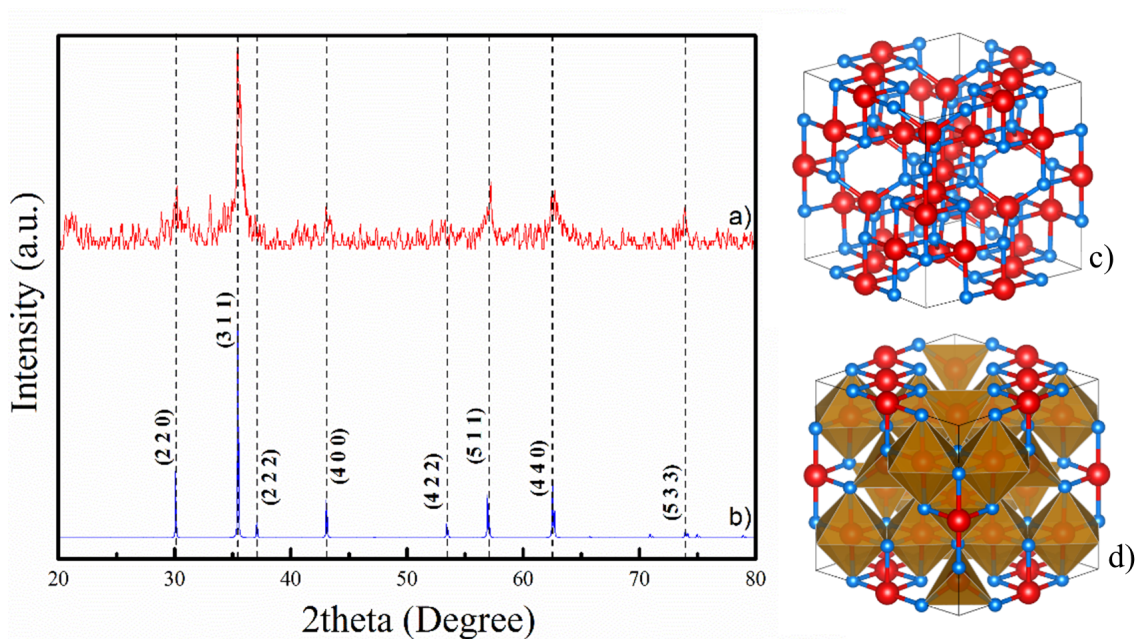 Intensity (a.u.)
a)
b)
(2 2 0)
(3 1 1)
(2 2 2)
(4 0 0)
(4 2 2)
(5 1 1)
(4 4 0)
(5 3 3)
20 30 40 50 60 70 80
2theta (Degree)
c)
d)